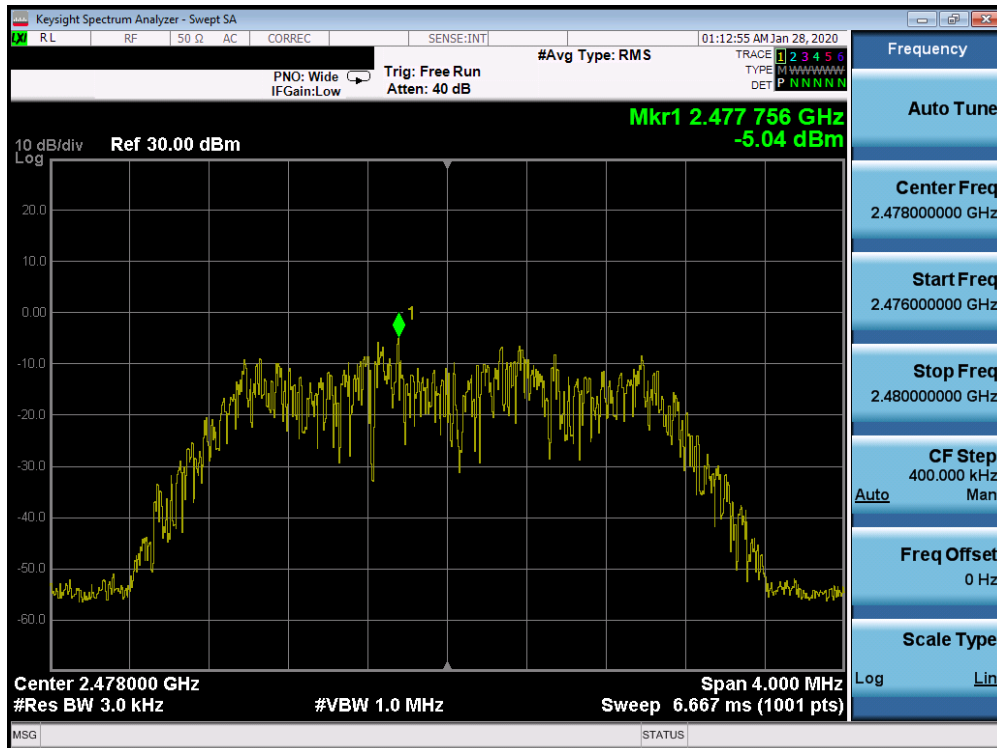 Keysight Spectrum Analyzer - Swept SA
LXI RL RF 50 Ω AC CORREC SENSE:INT 01:12:55 AM Jan 28, 2020
#Avg Type: RMS
TRACE 1 2 3 4 5 6
TYPE M WWWWW
DET P N N N N N
PNO: Wide
IFGain:Low
Trig: Free Run
Atten: 40 dB
Mkr1 2.477 756 GHz
-5.04 dBm
10 dB/div
Log
Ref 30.00 dBm
20.0
10.0
0.00
-10.0
-20.0
-30.0
-40.0
-50.0
-60.0
1
Center 2.478000 GHz
Span 4.000 MHz
#Res BW 3.0 kHz
#VBW 1.0 MHz
Sweep 6.667 ms (1001 pts)
MSG
STATUS
Frequency
Auto Tune
Center Freq
2.478000000 GHz
Start Freq
2.476000000 GHz
Stop Freq
2.480000000 GHz
CF Step
400.000 kHz
Auto Man
Freq Offset
0 Hz
Scale Type
Log Lin